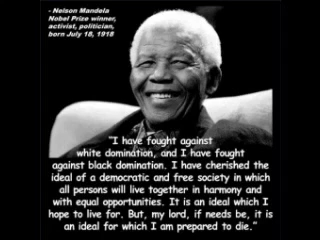 - Nelson Mandela
Nobel Prize winner,
activist, politician,
born July 18, 1918
"I have fought against
white domination, and I have fought
against black domination. I have cherished the
ideal of a democratic and free society in which
all persons will live together in harmony and
with equal opportunities. It is an ideal which I
hope to live for. But, my lord, if needs be, it is
an ideal for which I am prepared to die."